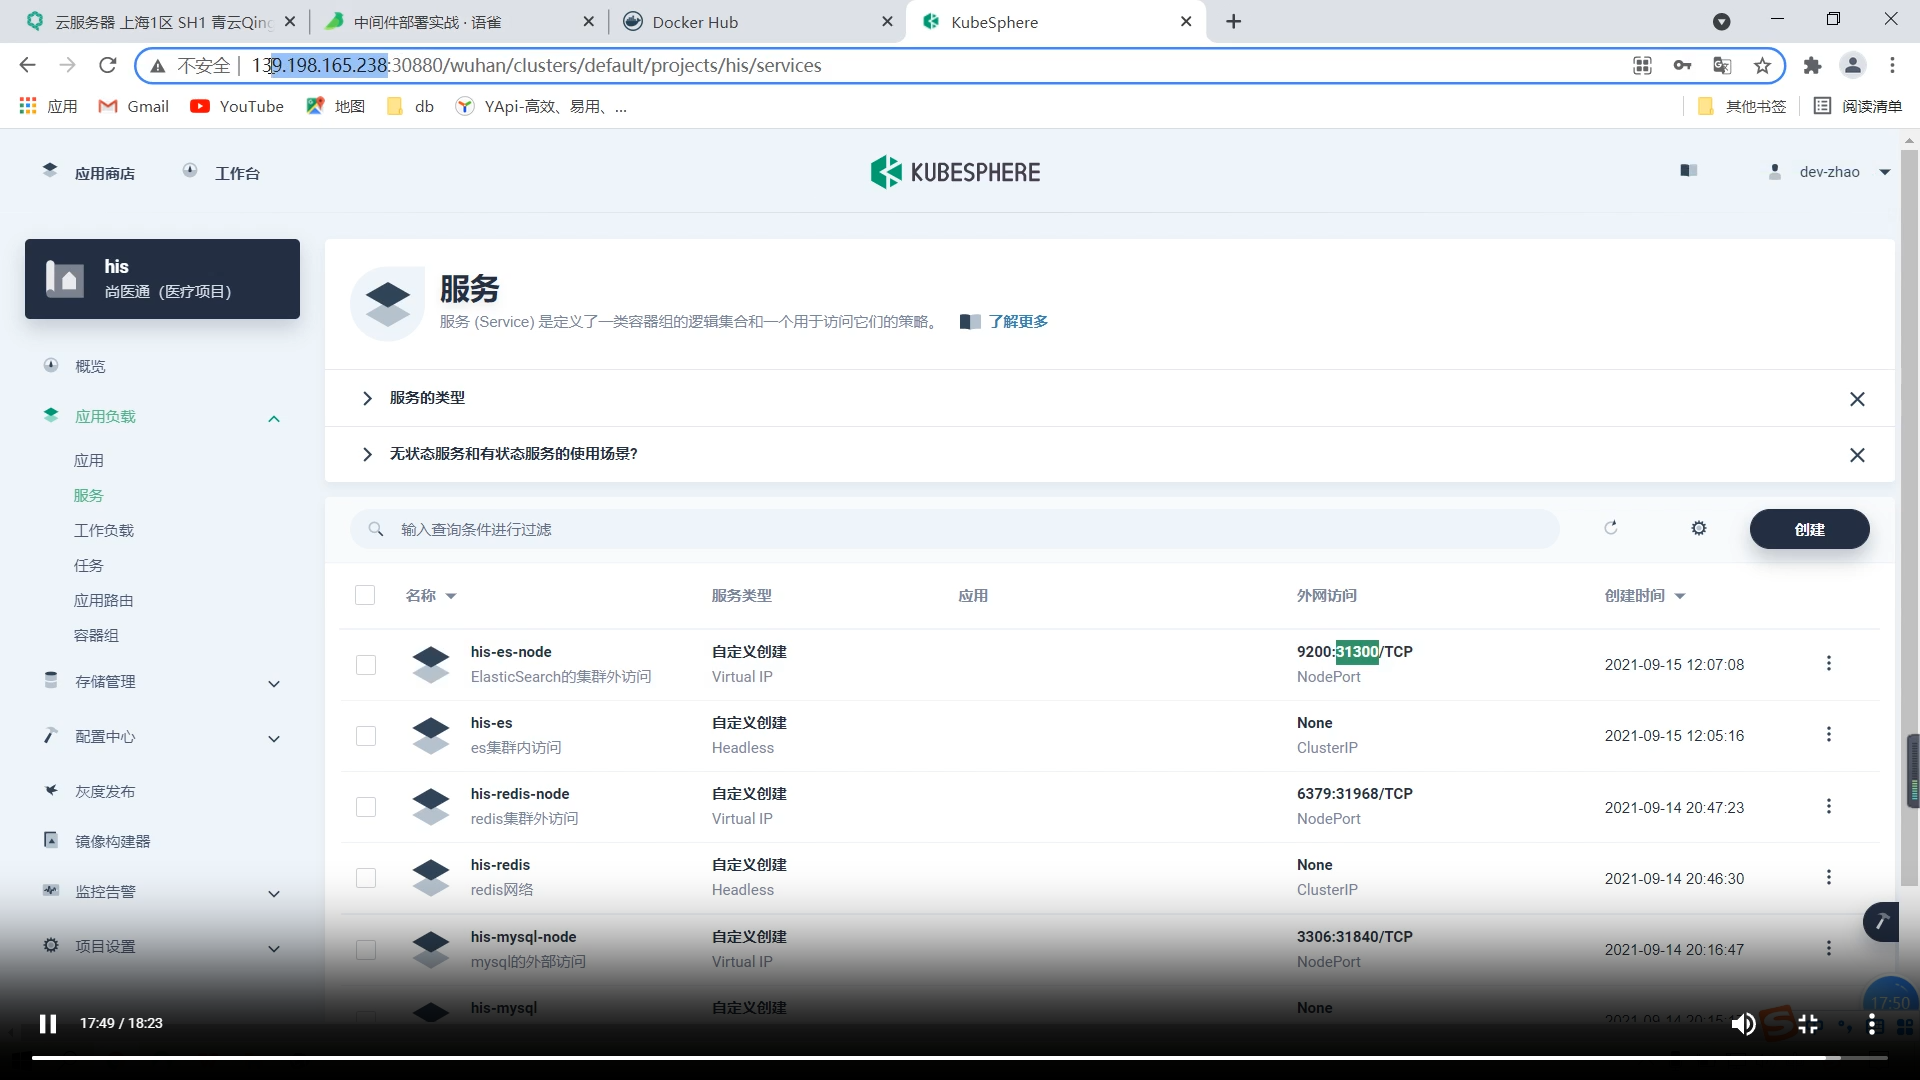 云服务器 上海1区 SH1 青云Qing
中间件部署实战 · 语雀
Docker Hub
KubeSphere
不安全 | 139.198.165.238:30880/wuhan/clusters/default/projects/his/services
应用
Gmail
YouTube
地图
db
YApi-高效、易用、...
其他书签
阅读清单
应用商店
工作台
KUBESPHERE
dev-zhao
his
尚医通（医疗项目）
概览
应用负载
应用
服务
工作负载
任务
应用路由
容器组
存储管理
配置中心
灰度发布
镜像构建器
监控告警
项目设置
服务
服务 (Service) 是定义了一类容器组的逻辑集合和一个用于访问它们的策略。 了解更多
服务的类型
无状态服务和有状态服务的使用场景?
输入查询条件进行过滤
创建
名称 服务类型 应用 外网访问 创建时间
his-es-node 自定义创建 9200:31300/TCP 2021-09-15 12:07:08
ElasticSearch的集群外访问 Virtual IP NodePort
his-es 自定义创建 None 2021-09-15 12:05:16
es集群内访问 Headless ClusterIP
his-redis-node 自定义创建 6379:31968/TCP 2021-09-14 20:47:23
redis集群外访问 Virtual IP NodePort
his-redis 自定义创建 None 2021-09-14 20:46:30
redis网络 Headless ClusterIP
his-mysql-node 自定义创建 3306:31840/TCP 2021-09-14 20:16:47
mysql的外部访问 Virtual IP NodePort
his-mysql 自定义创建 None
17:49 / 18:23
17:50